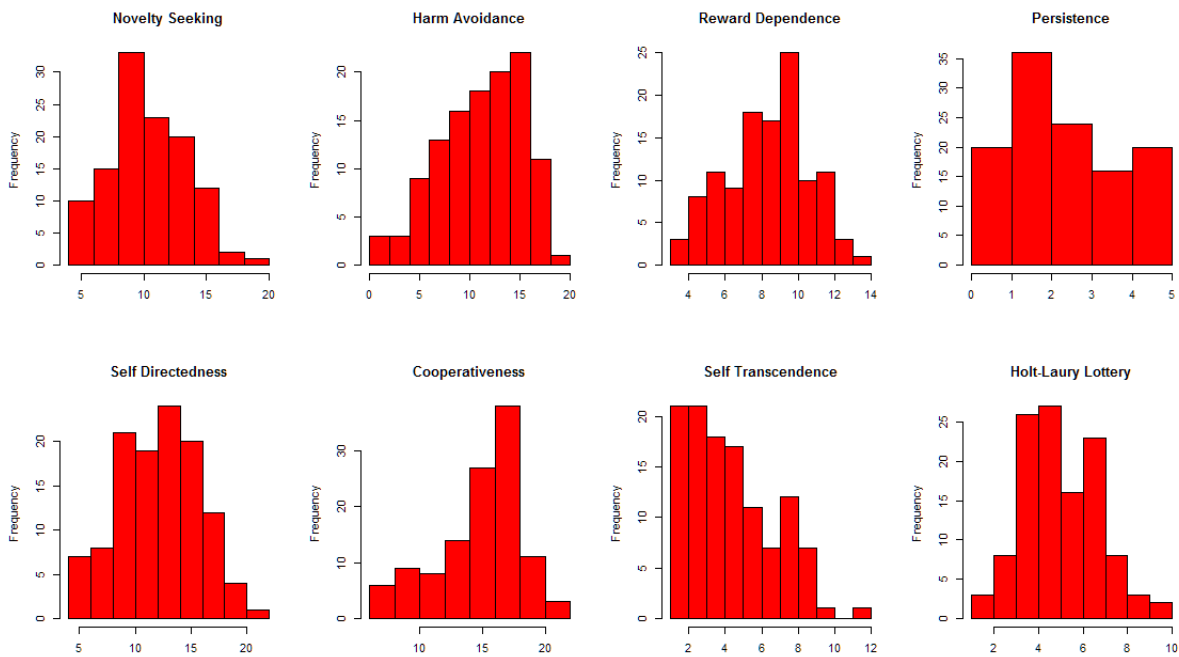 Novelty Seeking
Frequency
0 5 10 15 20 25 30
5 10 15 20
Harm Avoidance
Frequency
0 5 10 15 20
0 5 10 15 20
Reward Dependence
Frequency
0 5 10 15 20 25
4 6 8 10 12 14
Persistence
Frequency
0 5 10 15 20 25 30 35
0 1 2 3 4 5
Self Directedness
Frequency
0 5 10 15 20
5 10 15 20
Cooperativeness
Frequency
0 10 20 30
10 15 20
Self Transcendence
Frequency
0 5 10 15 20
2 4 6 8 10 12
Holt-Laury Lottery
Frequency
0 5 10 15 20 25
2 4 6 8 10